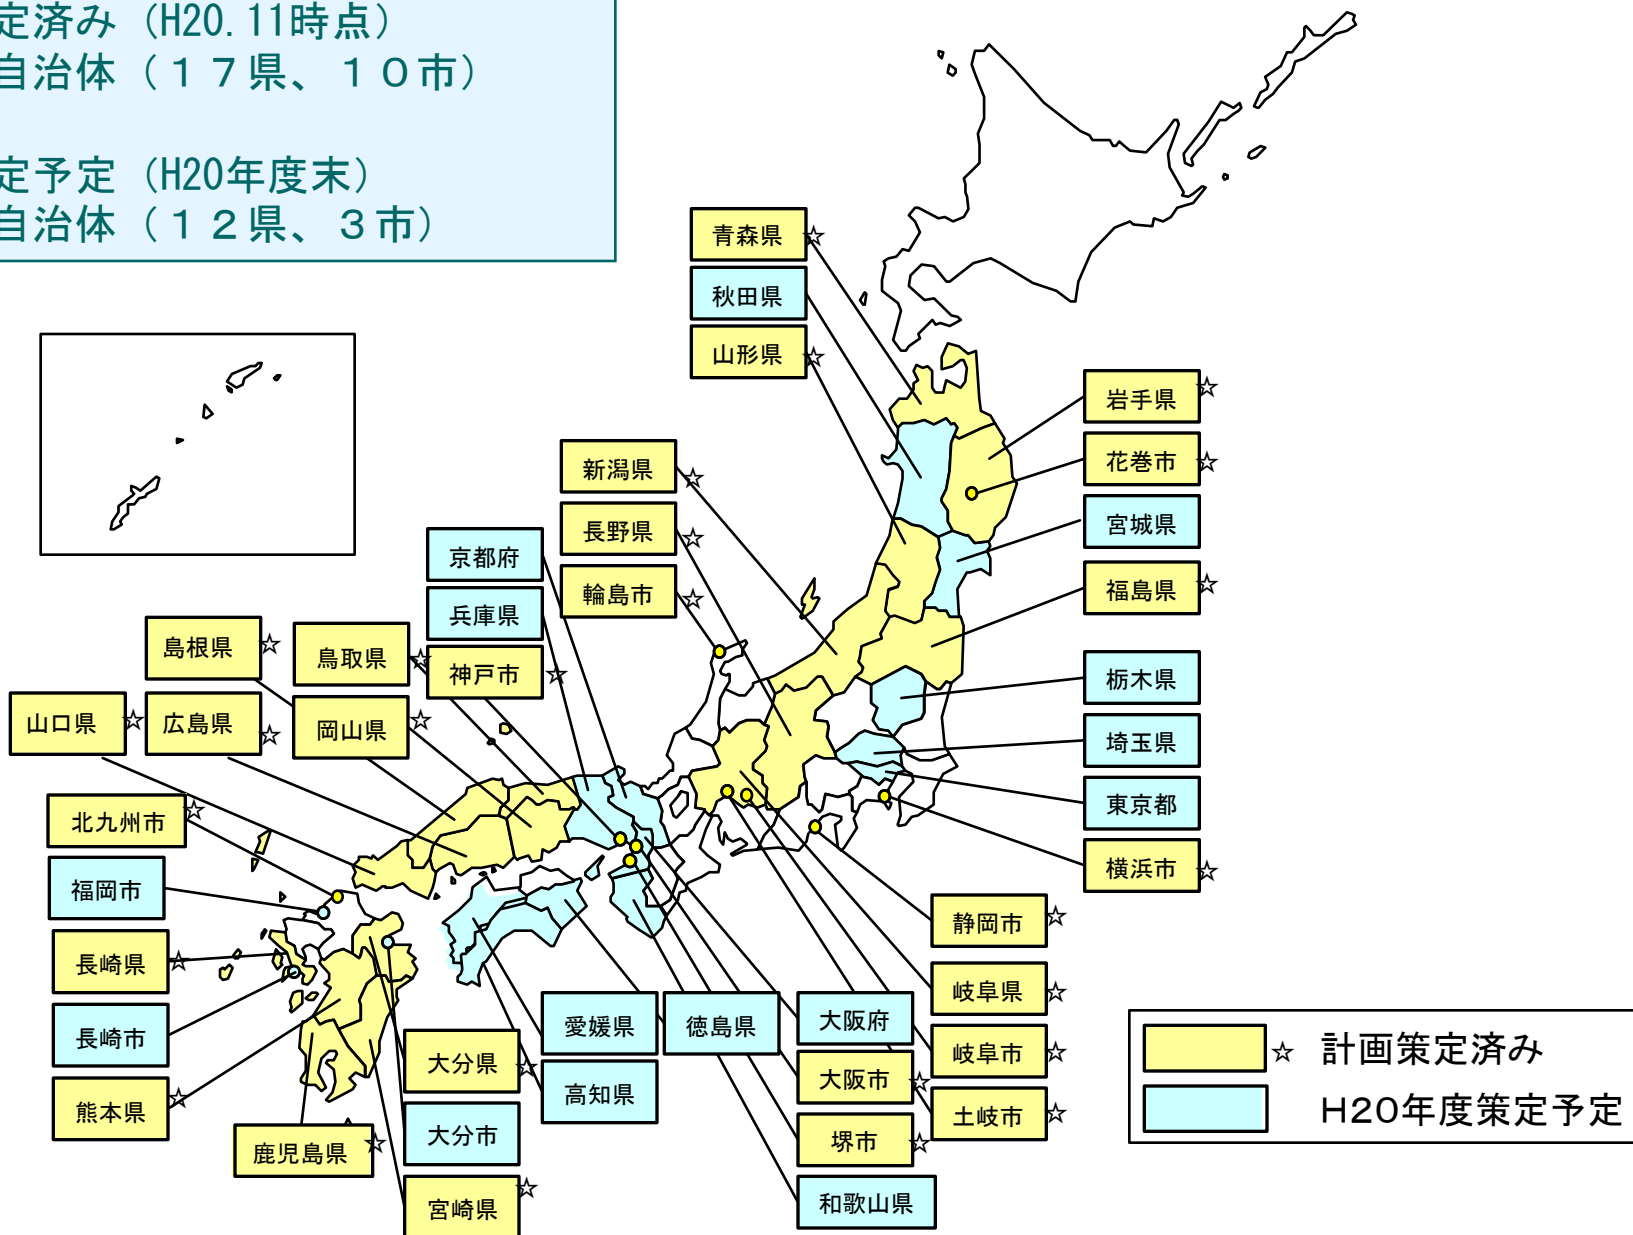 定済み（H20.11時点）
自治体（１７県、１０市）
定予定（H20年度末）
自治体（１２県、３市）
青森県☆
秋田県
山形県☆
岩手県☆
花巻市☆
宮城県
福島県☆
栃木県
埼玉県
東京都
横浜市☆
新潟県☆
長野県☆
輪島市☆
京都府
兵庫県
神戸市☆
島根県☆
鳥取県☆
山口県☆
広島県☆
岡山県☆
北九州市☆
福岡市
長崎県☆
長崎市
熊本県☆
鹿児島県☆
大分県☆
大分市
宮崎県☆
愛媛県
高知県
徳島県
大阪府
大阪市☆
堺市☆
和歌山県
静岡市☆
岐阜県☆
岐阜市☆
土岐市☆
☆ 計画策定済み
H20年度策定予定